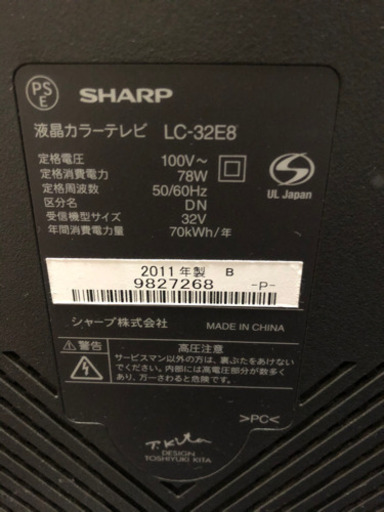 PS
E
SHARP
液晶カラーテレビ LC-32E8
定格電圧 100V～
定格消費電力 78W
定格周波数 50/60Hz
区分名 DN
受信機型サイズ 32V
年間消費電力量 70kWh/年
S
UL Japan
2011年製 B
9827268 -P-
シャープ株式会社 MADE IN CHINA
警告 高圧注意
サービスマン以外の方は、裏ぶたをあけない
でください。内部には高電圧部分が数多く
あり、万一さわると危険です。
>PC<
T. Kita
DESIGN
TOSHIYUKI KITA